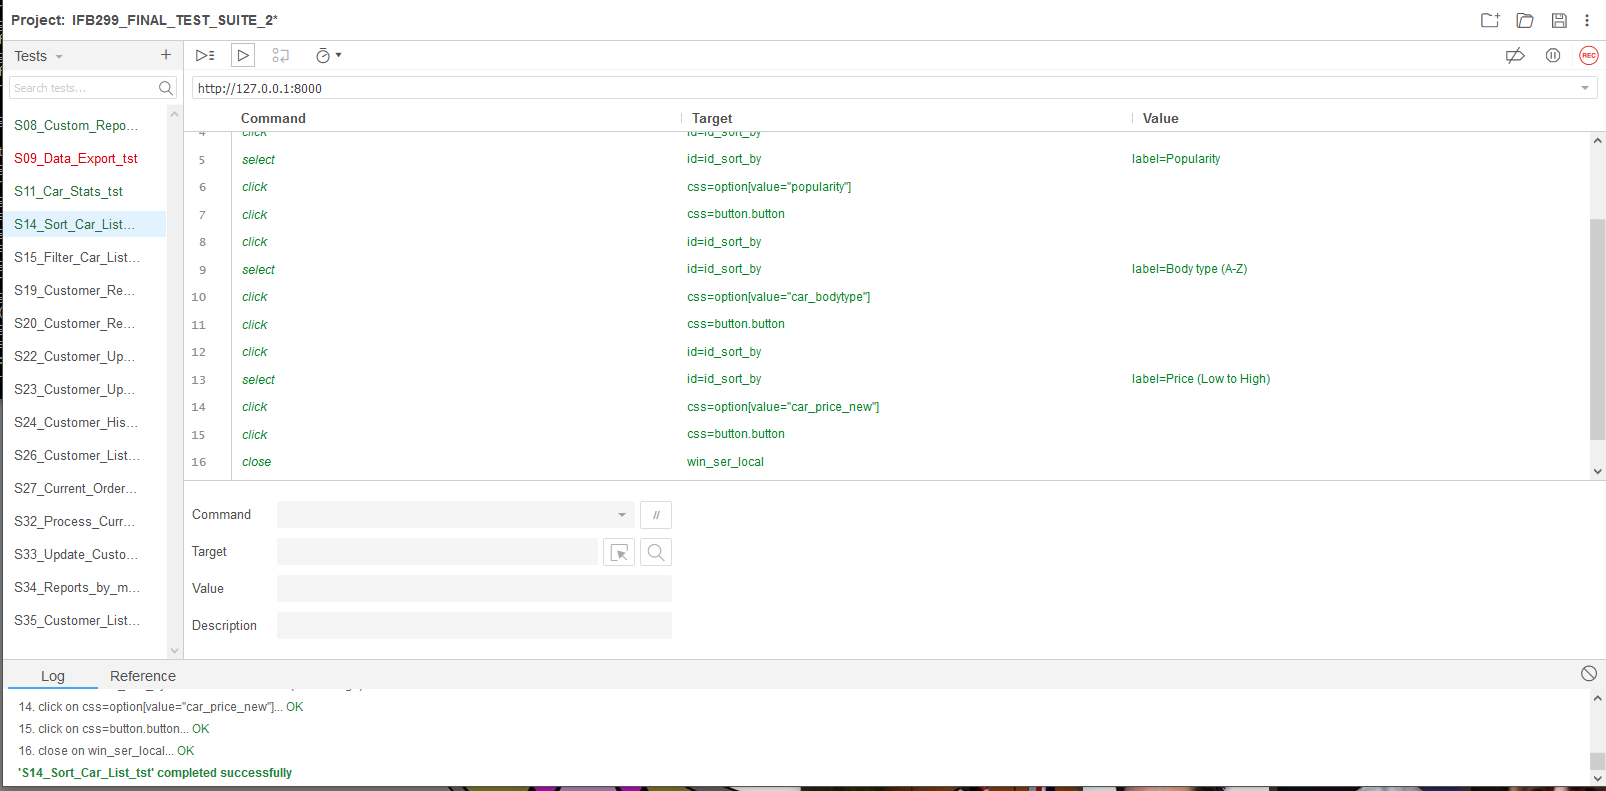 Project: IFB299_FINAL_TEST_SUITE_2*
Tests
Search tests...
http://127.0.0.1:8000
REC
Command Target Value
S08_Custom_Repo...
S09_Data_Export_tst
S11_Car_Stats_tst
S14_Sort_Car_List...
S15_Filter_Car_List...
S19_Customer_Re...
S20_Customer_Re...
S22_Customer_Up...
S23_Customer_Up...
S24_Customer_His...
S26_Customer_List...
S27_Current_Order...
S32_Process_Curr...
S33_Update_Custo...
S34_Reports_by_m...
S35_Customer_List...
4 click id=id_sort_by
5 select id=id_sort_by label=Popularity
6 click css=option[value="popularity"]
7 click css=button.button
8 click id=id_sort_by
9 select id=id_sort_by label=Body type (A-Z)
10 click css=option[value="car_bodytype"]
11 click css=button.button
12 click id=id_sort_by
13 select id=id_sort_by label=Price (Low to High)
14 click css=option[value="car_price_new"]
15 click css=button.button
16 close win_ser_local
Command //
Target
Value
Description
Log Reference
14. click on css=option[value="car_price_new"]... OK
15. click on css=button.button... OK
16. close on win_ser_local... OK
'S14_Sort_Car_List_tst' completed successfully